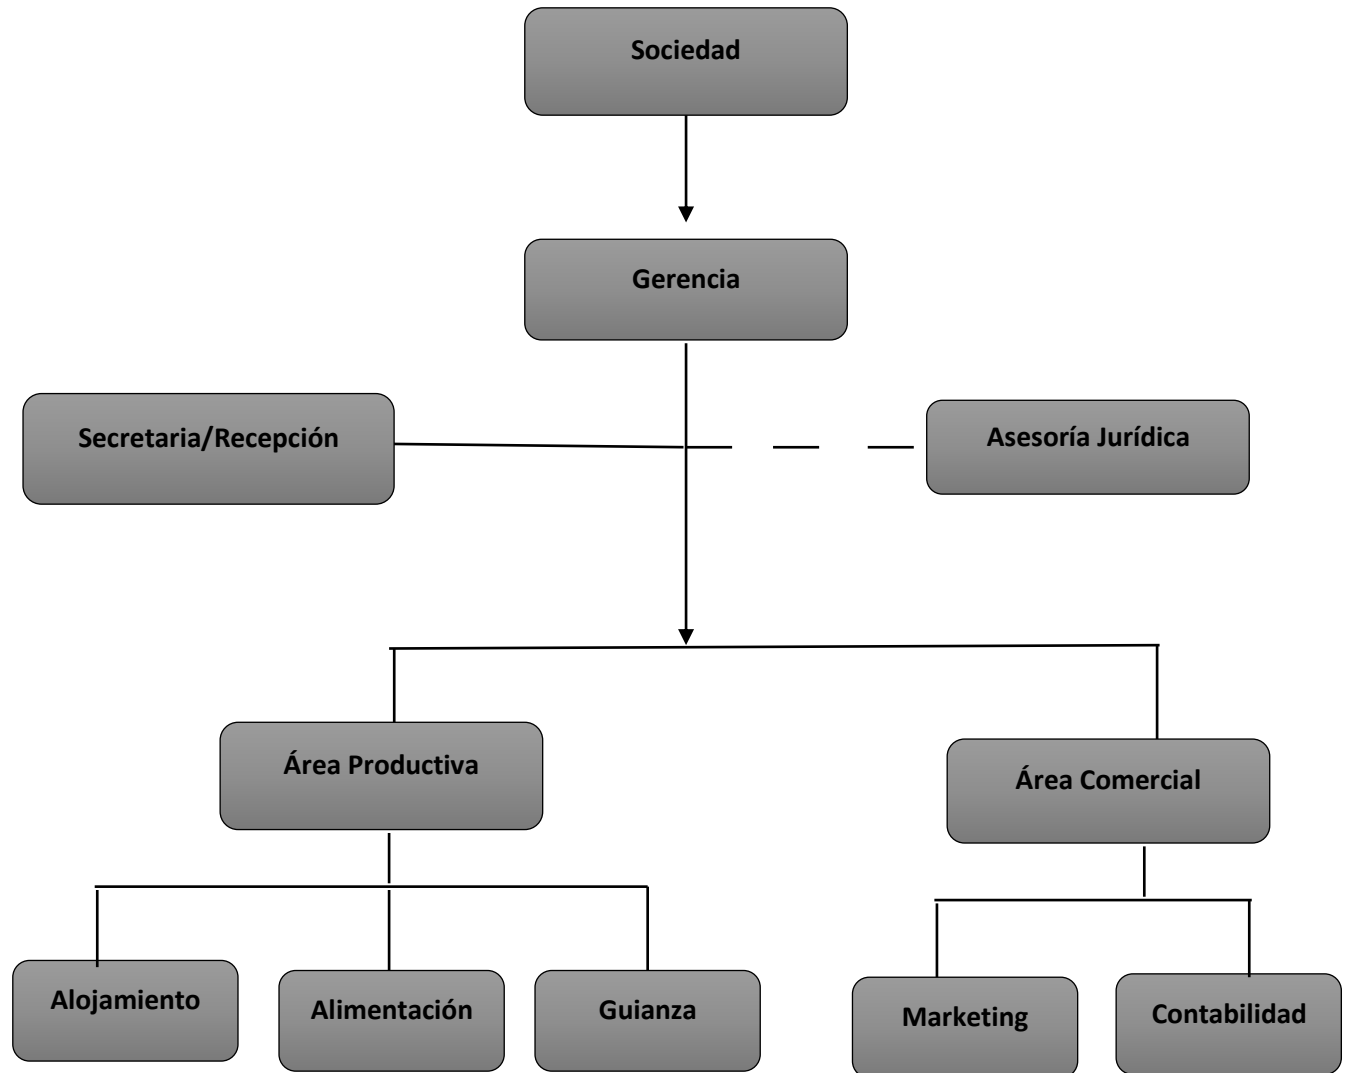 Sociedad
Gerencia
Secretaria/Recepción
Asesoría Jurídica
Área Productiva
Área Comercial
Alojamiento
Alimentación
Guianza
Marketing
Contabilidad